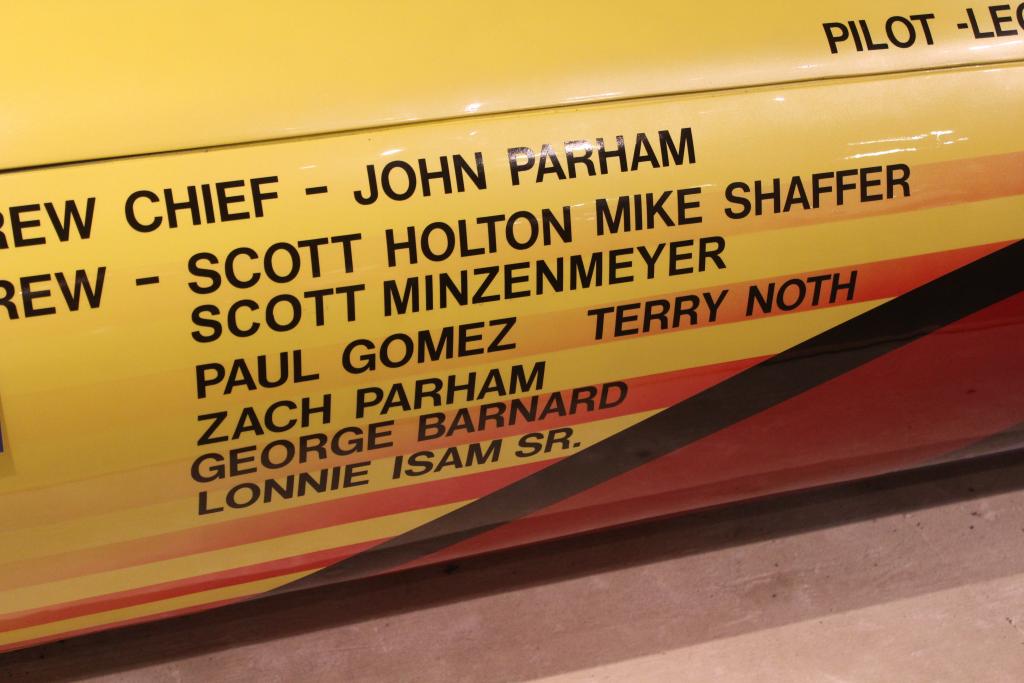 PILOT -LEG
REW CHIEF - JOHN PARHAM
REW - SCOTT HOLTON MIKE SHAFFER
SCOTT MINZENMEYER
PAUL GOMEZ TERRY NOTH
ZACH PARHAM
GEORGE BARNARD
LONNIE ISAM SR.